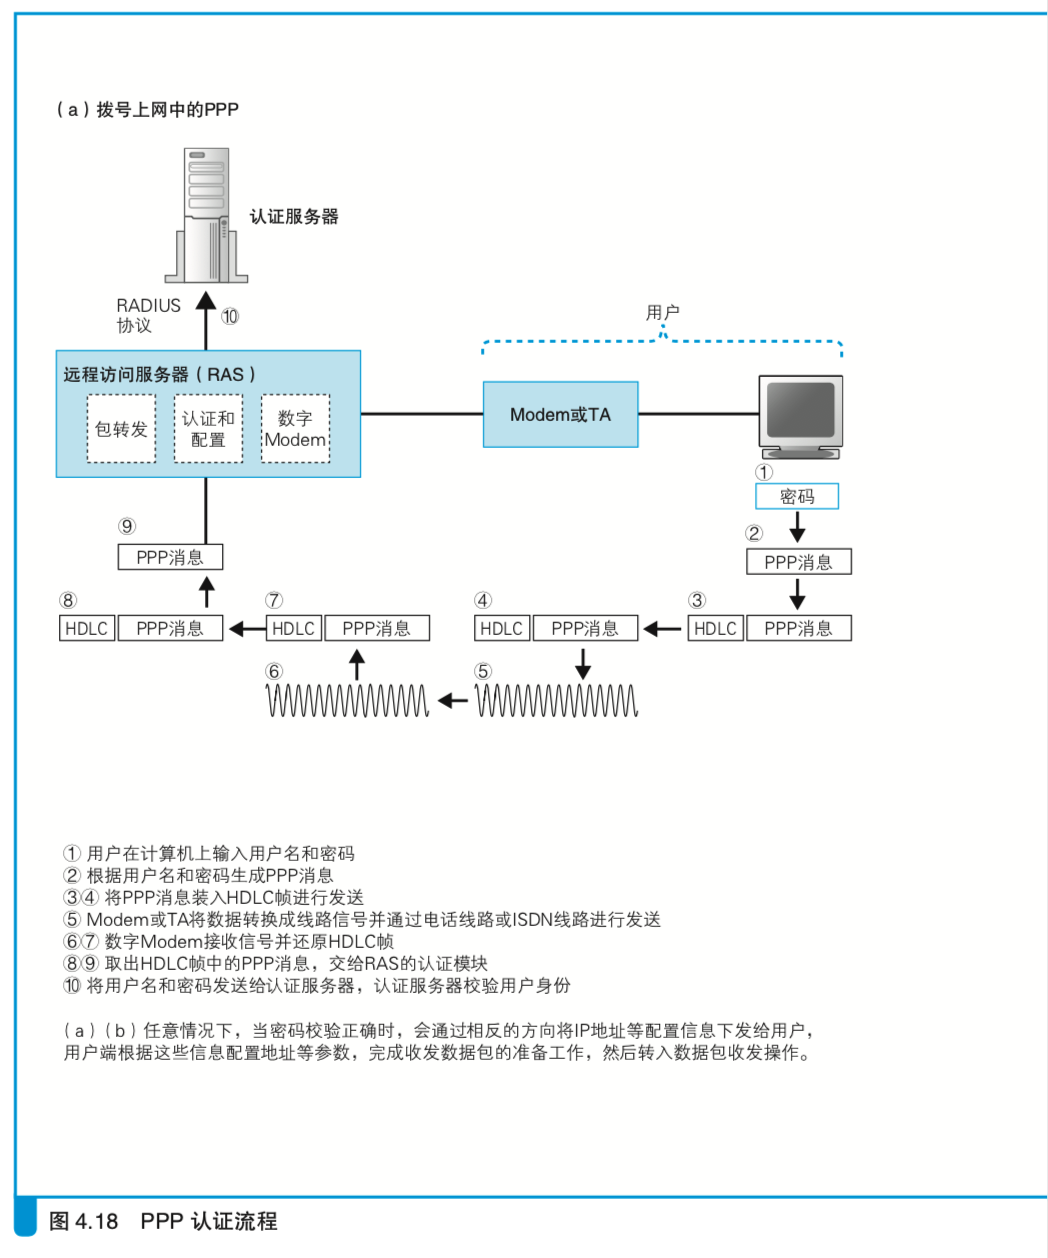 （a）拨号上网中的PPP
认证服务器
RADIUS
协议
⑩
用户
远程访问服务器（RAS）
包转发
认证和
配置
数字
Modem
Modem或TA
①
密码
⑨
PPP消息
②
PPP消息
⑧
HDLC
PPP消息
⑦
HDLC
PPP消息
④
HDLC
PPP消息
③
HDLC
PPP消息
⑥
⑤
① 用户在计算机上输入用户名和密码
② 根据用户名和密码生成PPP消息
③④ 将PPP消息装入HDLC帧进行发送
⑤ Modem或TA将数据转换成线路信号并通过电话线路或ISDN线路进行发送
⑥⑦ 数字Modem接收信号并还原HDLC帧
⑧⑨ 取出HDLC帧中的PPP消息，交给RAS的认证模块
⑩ 将用户名和密码发送给认证服务器，认证服务器校验用户身份
（a）（b）任意情况下，当密码校验正确时，会通过相反的方向将IP地址等配置信息下发给用户，
用户端根据这些信息配置地址等参数，完成收发数据包的准备工作，然后转入数据包收发操作。
图 4.18 PPP 认证流程